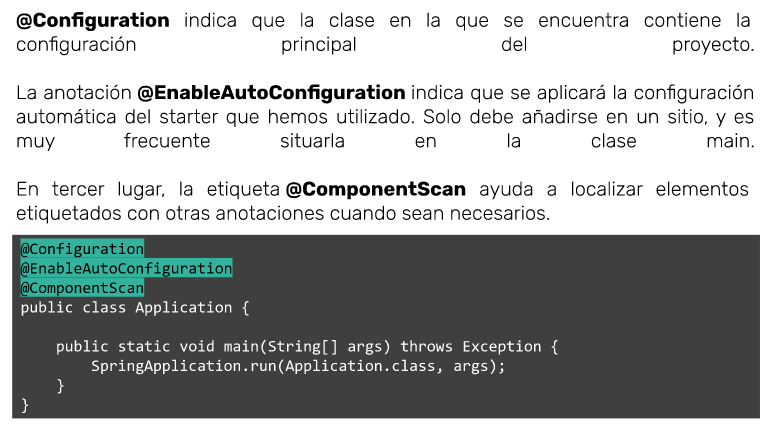 @Configuration indica que la clase en la que se encuentra contiene la
configuración principal del proyecto.
La anotación @EnableAutoConfiguration indica que se aplicará la configuración
automática del starter que hemos utilizado. Solo debe añadirse en un sitio, y es
muy frecuente situarla en la clase main.
En tercer lugar, la etiqueta @ComponentScan ayuda a localizar elementos
etiquetados con otras anotaciones cuando sean necesarios.
@Configuration
@EnableAutoConfiguration
@ComponentScan
public class Application {
    public static void main(String[] args) throws Exception {
        SpringApplication.run(Application.class, args);
    }
}